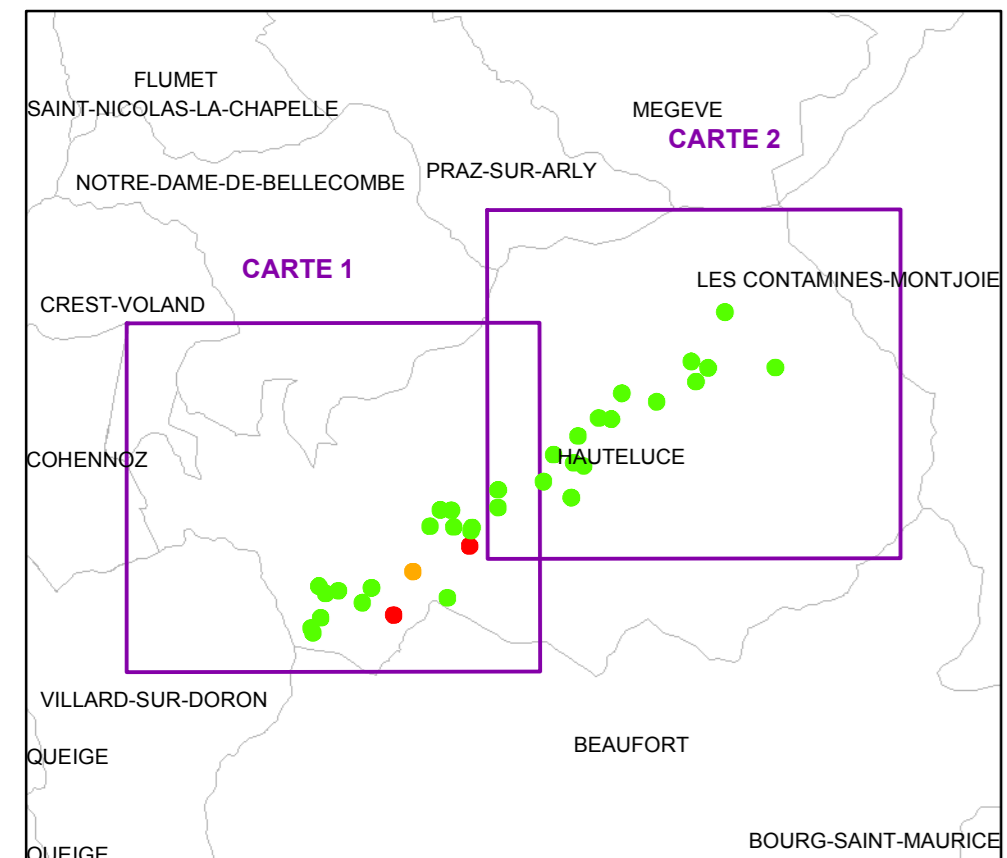 FLUMET
MEGEVE
SAINT-NICOLAS-LA-CHAPELLE
CARTE 2
PRAZ-SUR-ARLY
NOTRE-DAME-DE-BELLECOMBE
CARTE 1
LES CONTAMINES-MONTJOIE
CREST-VOLAND
HAUTELUCE
COHENNOZ
VILLARD-SUR-DORON
BEAUFORT
QUEIGE
BOURG-SAINT-MAURICE
QUEIGE